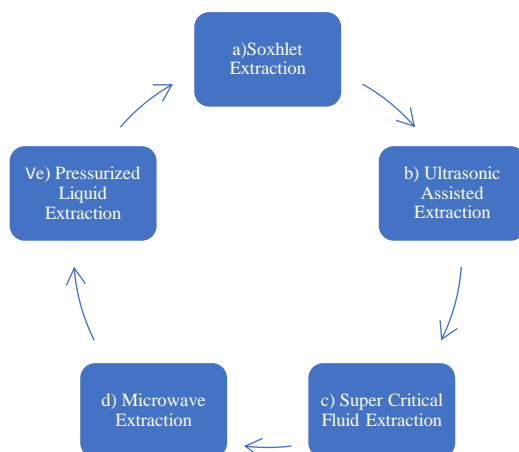 a)Soxhlet
Extraction
b) Ultrasonic
Assisted
Extraction
c) Super Critical
Fluid Extraction
d) Microwave
Extraction
Ve) Pressurized
Liquid
Extraction